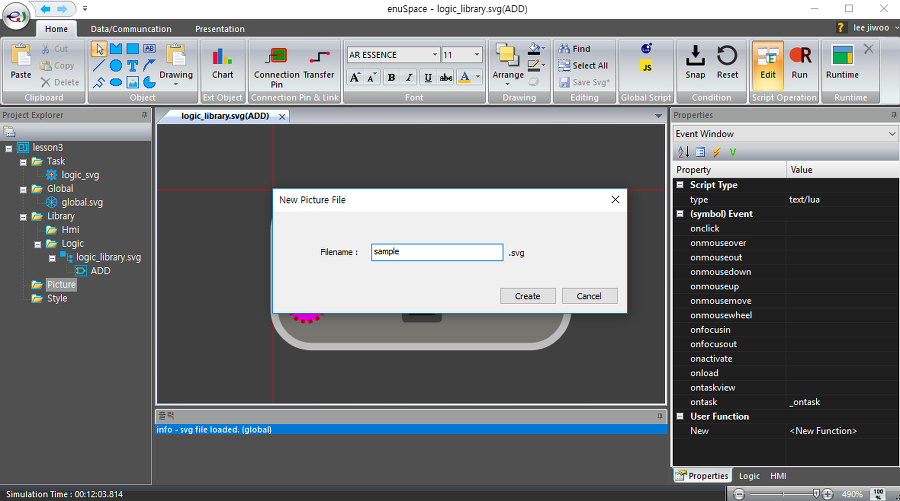 enuSpace - logic_library.svg(ADD)
Home Data/Communcation Presentation
? lee jiwoo
Paste Cut Copy Delete
Clipboard
AB T Drawing
Object
Chart
Ext Object
Connection Pin Transfer
Connection Pin & Link
AR ESSENCE 11
A A B I U abc A
Font
Arrange
Drawing
Find
Select All
Save Svg*
Editing
JS
Global Script
Snap Reset
Condition
Edit Run
Script Operation
Runtime
Runtime
Project Explorer
lesson3
Task
logic_svg
Global
global.svg
Library
Hmi
Logic
logic_library.svg
ADD
Picture
Style
logic_library.svg(ADD)
New Picture File
Filename : sample .svg
Create Cancel
출력
info - svg file loaded. (global)
Properties
Event Window
Property Value
Script Type
type text/lua
(symbol) Event
onclick
onmouseover
onmouseout
onmousedown
onmouseup
onmousemove
onmousewheel
onfocusin
onfocusout
onactivate
onload
ontaskview
ontask _ontask
User Function
New <New Function>
Properties Logic HMI
Simulation Time : 00:12:03.814
490% 100 %